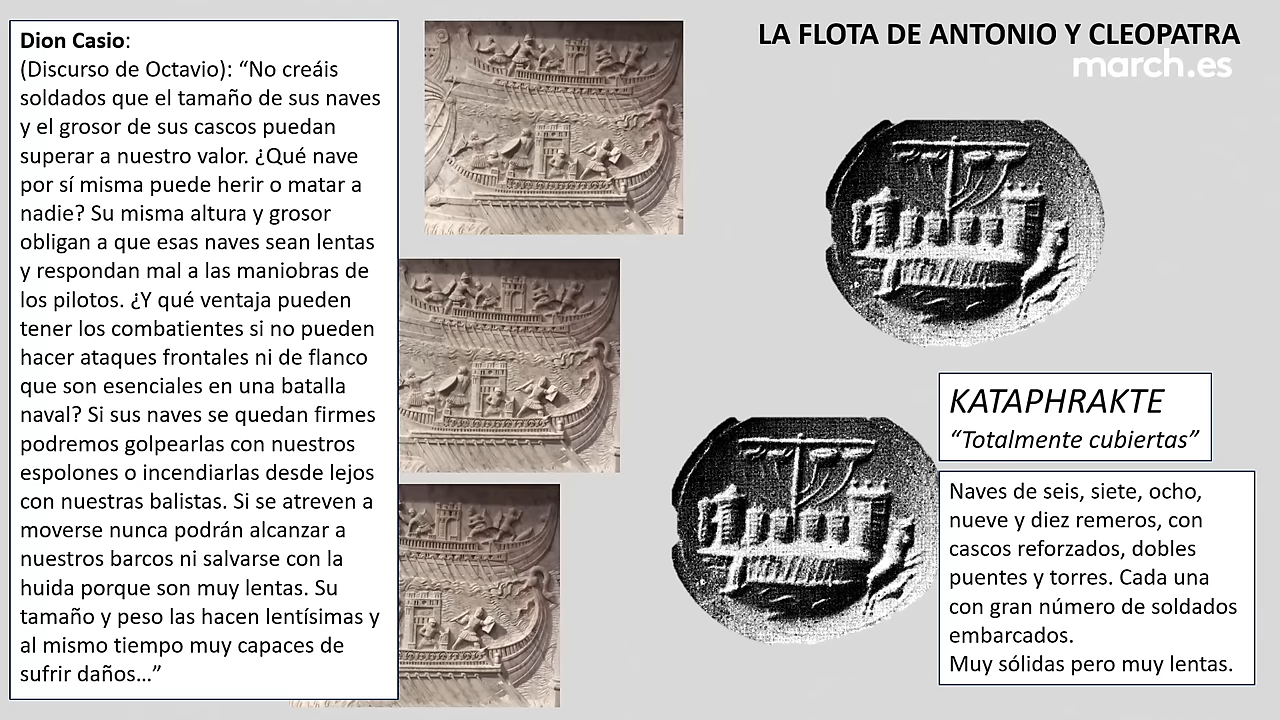 Dion Casio:
(Discurso de Octavio): “No creáis
soldados que el tamaño de sus naves
y el grosor de sus cascos puedan
superar a nuestro valor. ¿Qué nave
por sí misma puede herir o matar a
nadie? Su misma altura y grosor
obligan a que esas naves sean lentas
y respondan mal a las maniobras de
los pilotos. ¿Y qué ventaja pueden
tener los combatientes si no pueden
hacer ataques frontales ni de flanco
que son esenciales en una batalla
naval? Si sus naves se quedan firmes
podremos golpearlas con nuestros
espolones o incendiarlas desde lejos
con nuestras balistas. Si se atreven a
moverse nunca podrán alcanzar a
nuestros barcos ni salvarse con la
huida porque son muy lentas. Su
tamaño y peso las hacen lentísimas y
al mismo tiempo muy capaces de
sufrir daños…”
LA FLOTA DE ANTONIO Y CLEOPATRA
march.es
KATAPHRAKTE
“Totalmente cubiertas”
Naves de seis, siete, ocho,
nueve y diez remeros, con
cascos reforzados, dobles
puentes y torres. Cada una
con gran número de soldados
embarcados.
Muy sólidas pero muy lentas.